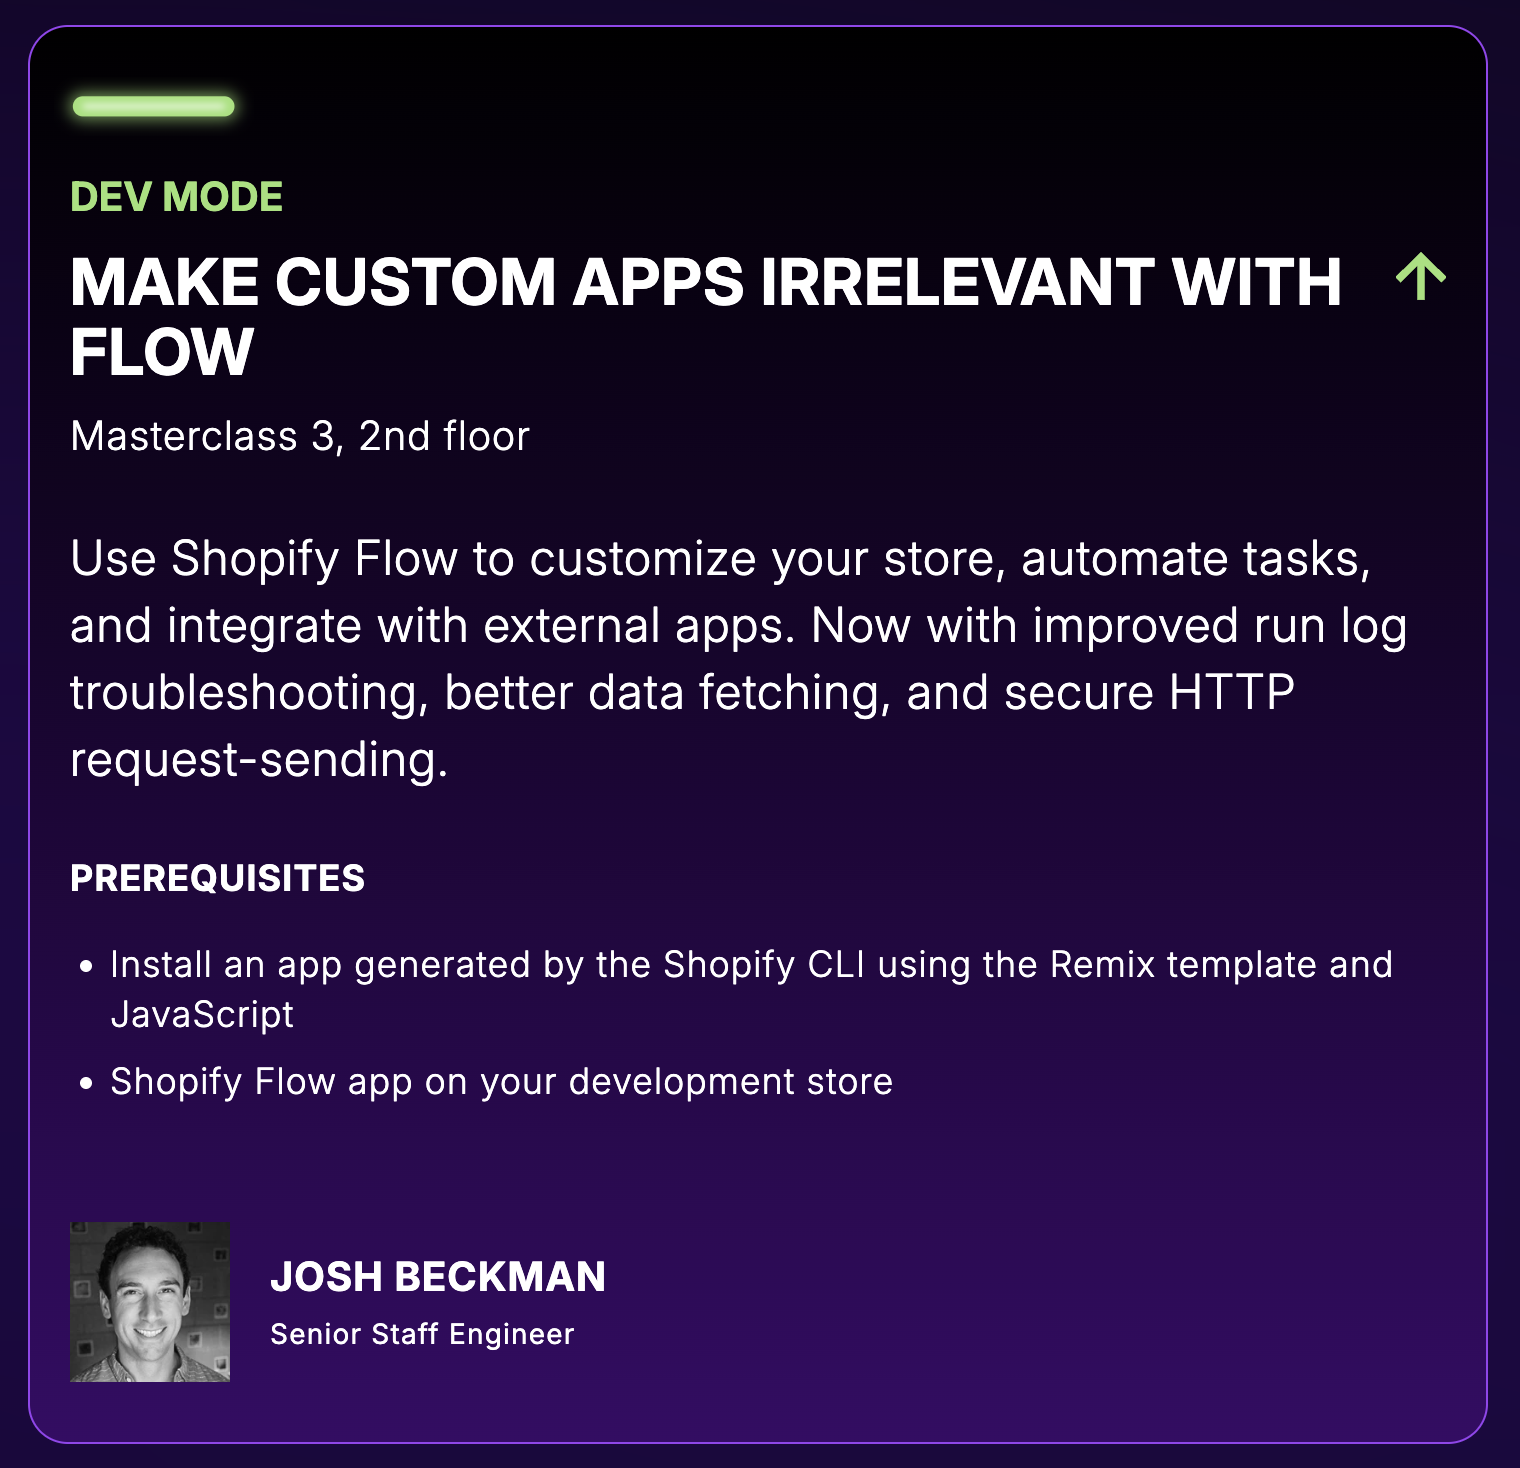 DEV MODE
MAKE CUSTOM APPS IRRELEVANT WITH
FLOW
Masterclass 3, 2nd floor
Use Shopify Flow to customize your store, automate tasks,
and integrate with external apps. Now with improved run log
troubleshooting, better data fetching, and secure HTTP
request-sending.
PREREQUISITES
• Install an app generated by the Shopify CLI using the Remix template and
JavaScript
• Shopify Flow app on your development store
JOSH BECKMAN
Senior Staff Engineer